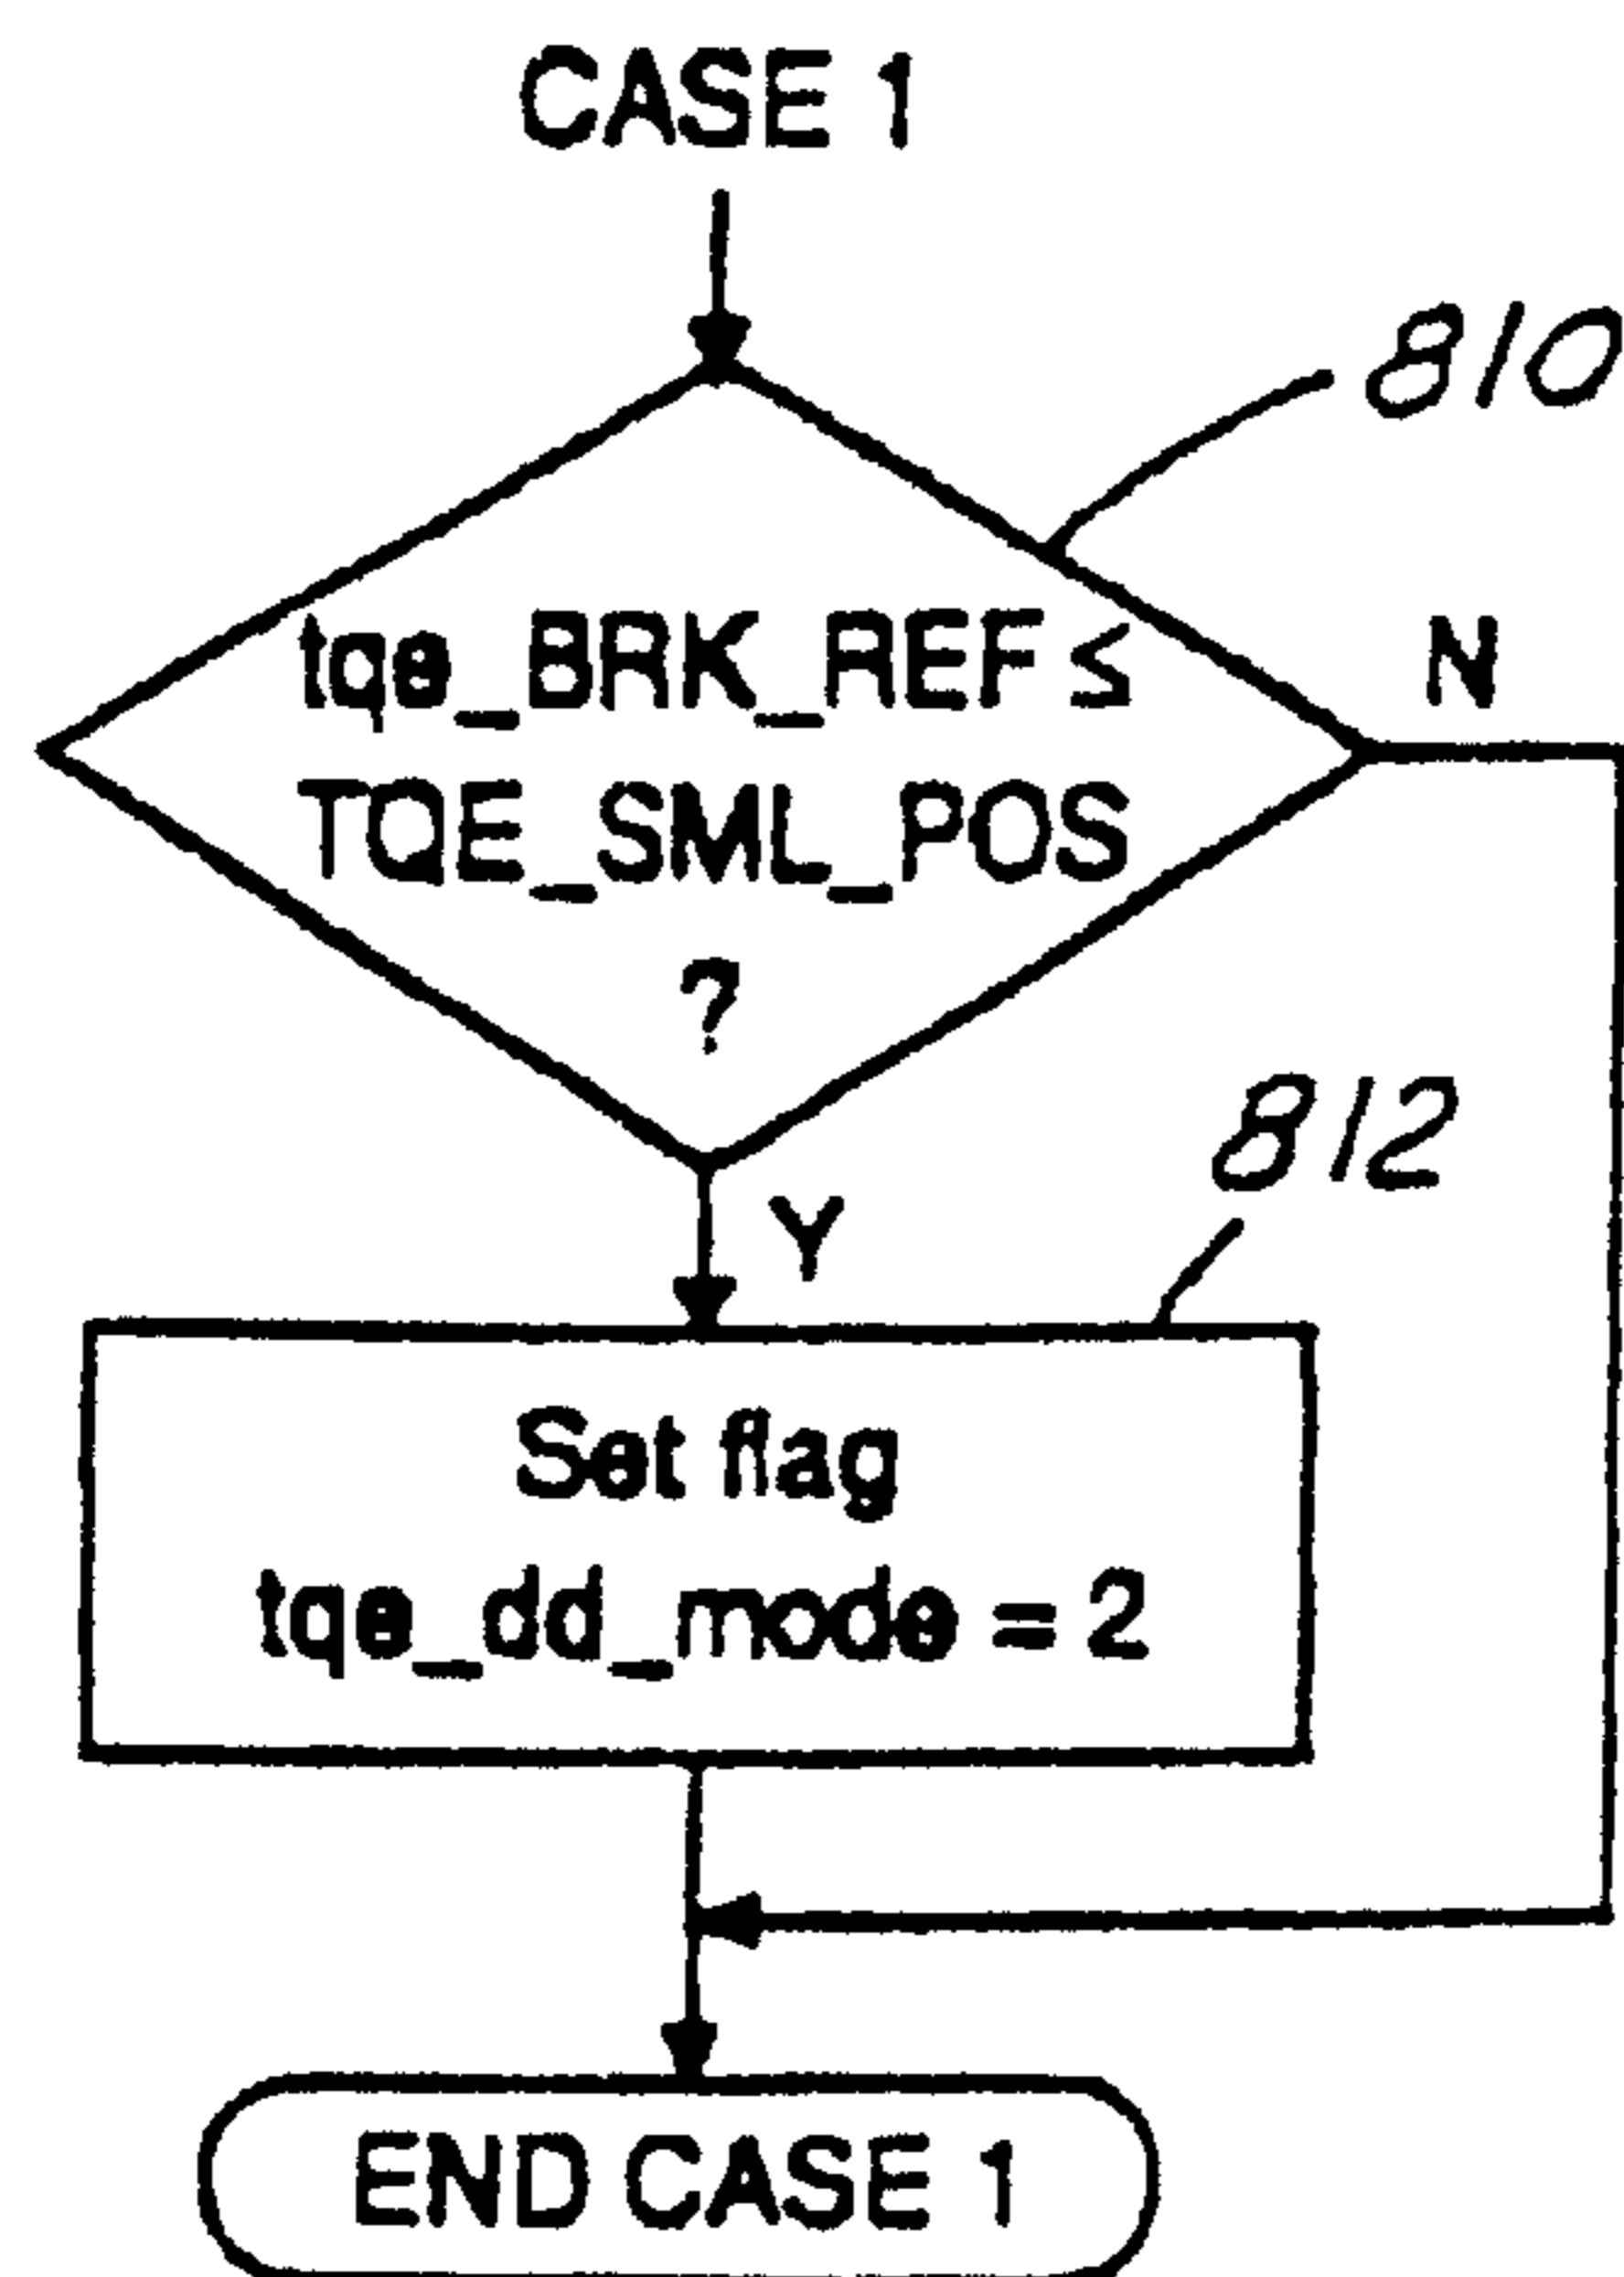 CASE 1
810
tqe_BRK_REF ≤
TQE_SML_POS
?
N
Y
812
Set flag
tqe_dd_mode = 2
END CASE 1